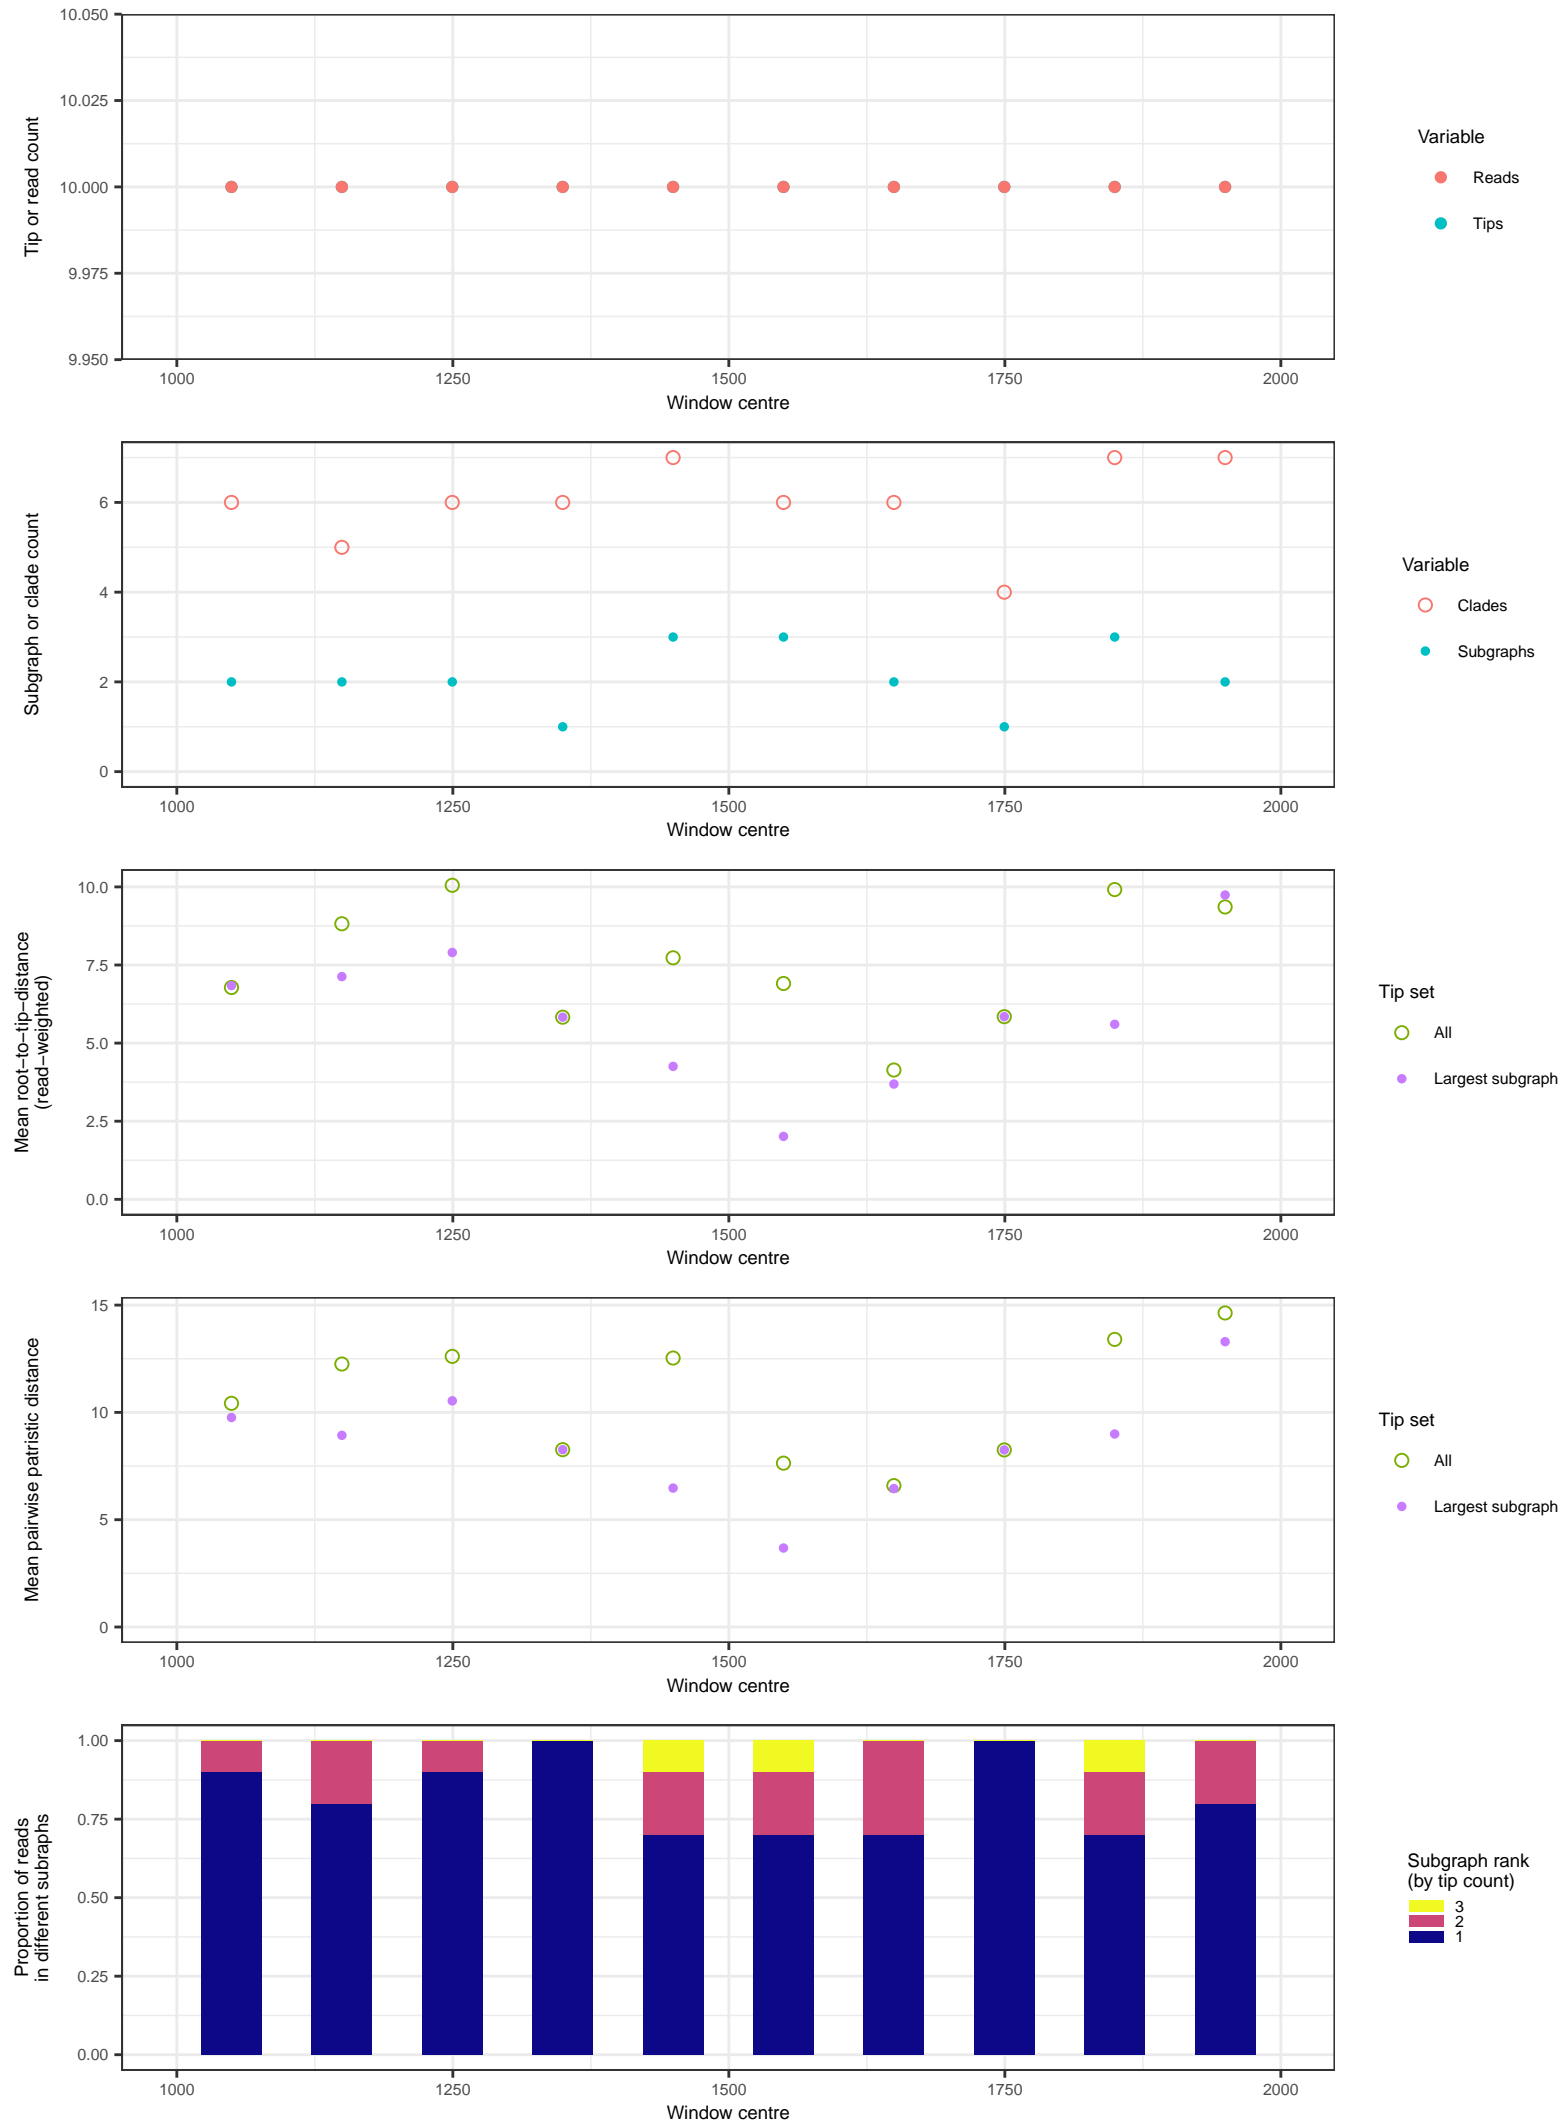 10.050
10.025
10.000
9.975
9.950
Tip or read count
1000 1250 1500 1750 2000
Window centre
Variable
Reads
Tips
6
4
2
0
Subgraph or clade count
1000 1250 1500 1750 2000
Window centre
Variable
Clades
Subgraphs
10.0
7.5
5.0
2.5
0.0
Mean root−to−tip−distance
(read−weighted)
1000 1250 1500 1750 2000
Window centre
Tip set
All
Largest subgraph
15
10
5
0
Mean pairwise patristic distance
1000 1250 1500 1750 2000
Window centre
Tip set
All
Largest subgraph
1.00
0.75
0.50
0.25
0.00
Proportion of reads
in different subraphs
1000 1250 1500 1750 2000
Window centre
Subgraph rank
(by tip count)
3
2
1